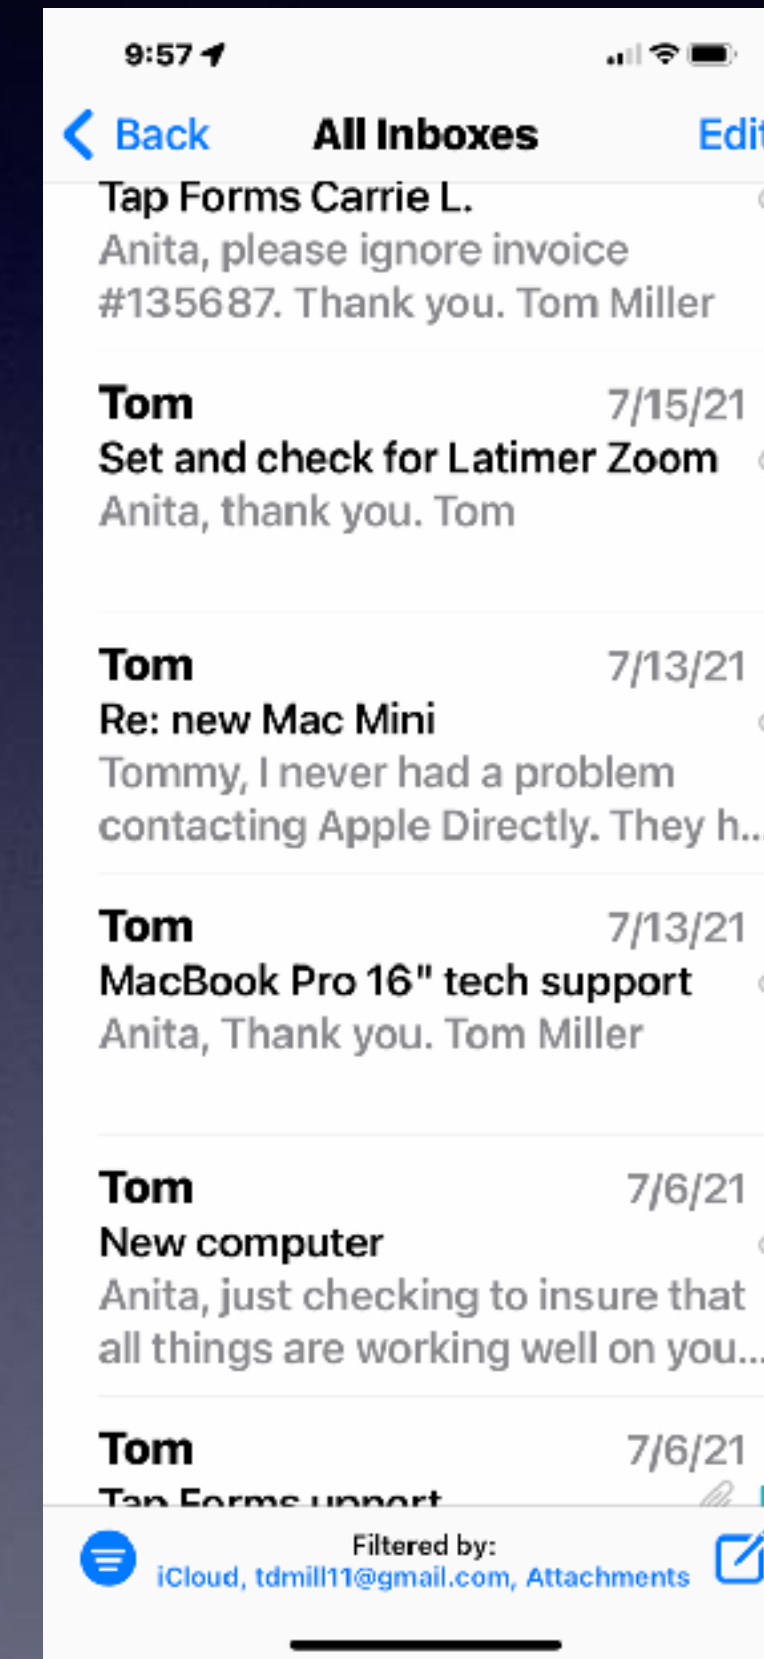 9:57
Back All Inboxes Edit
Tap Forms Carrie L.
Anita, please ignore invoice
#135687. Thank you. Tom Miller
Tom 7/15/21
Set and check for Latimer Zoom
Anita, thank you. Tom
Tom 7/13/21
Re: new Mac Mini
Tommy, I never had a problem
contacting Apple Directly. They h...
Tom 7/13/21
MacBook Pro 16" tech support
Anita, Thank you. Tom Miller
Tom 7/6/21
New computer
Anita, just checking to insure that
all things are working well on you...
Tom 7/6/21
Tap Forms upport
Filtered by:
iCloud, tdmill11@gmail.com, Attachments